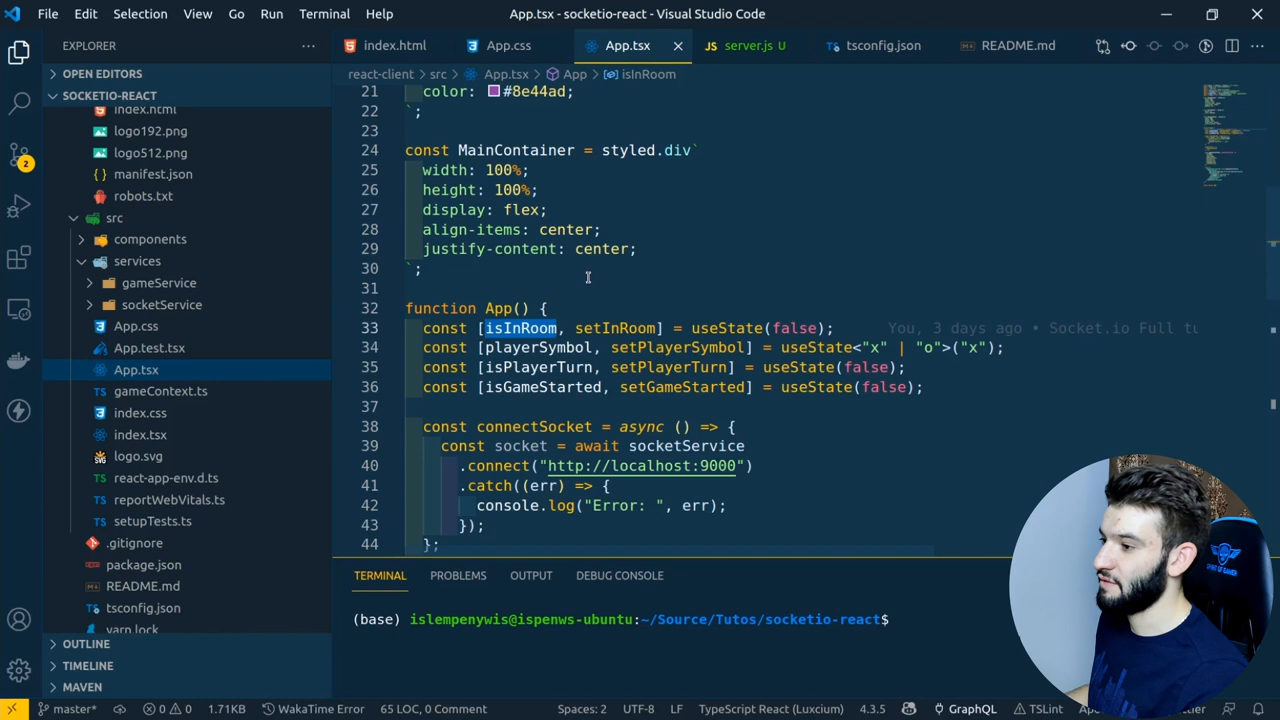 File Edit Selection View Go Run Terminal Help
App.tsx - socketio-react - Visual Studio Code
EXPLORER
index.html
App.css
App.tsx
server.js U
tsconfig.json
README.md
OPEN EDITORS
SOCKETIO-REACT
index.html
logo192.png
logo512.png
manifest.json
robots.txt
src
components
services
gameService
socketService
App.css
App.test.tsx
App.tsx
gameContext.ts
index.css
index.tsx
logo.svg
react-app-env.d.ts
reportWebVitals.ts
setupTests.ts
.gitignore
package.json
README.md
tsconfig.json
yarn.lock
OUTLINE
TIMELINE
MAVEN
2
react-client > src > App.tsx > App > isInRoom
21 color: #8e44ad;
22 `;
23
24 const MainContainer = styled.div`
25 width: 100%;
26 height: 100%;
27 display: flex;
28 align-items: center;
29 justify-content: center;
30 `;
31
32 function App() {
33 const [isInRoom, setInRoom] = useState(false); You, 3 days ago • Socket.io Full tu
34 const [playerSymbol, setPlayerSymbol] = useState<"x" | "o">("x");
35 const [isPlayerTurn, setPlayerTurn] = useState(false);
36 const [isGameStarted, setGameStarted] = useState(false);
37
38 const connectSocket = async () => {
39 const socket = await socketService
40 .connect("http://localhost:9000")
41 .catch((err) => {
42 console.log("Error: ", err);
43 });
44 };
TERMINAL PROBLEMS OUTPUT DEBUG CONSOLE
(base) islempenywis@ispenws-ubuntu:~/Source/Tutos/socketio-react$
master* 0 0 1.71KB WakaTime Error 65 LOC, 0 Comment Spaces: 2 UTF-8 LF TypeScript React (Luxcium) 4.3.5 GraphQL TSLint